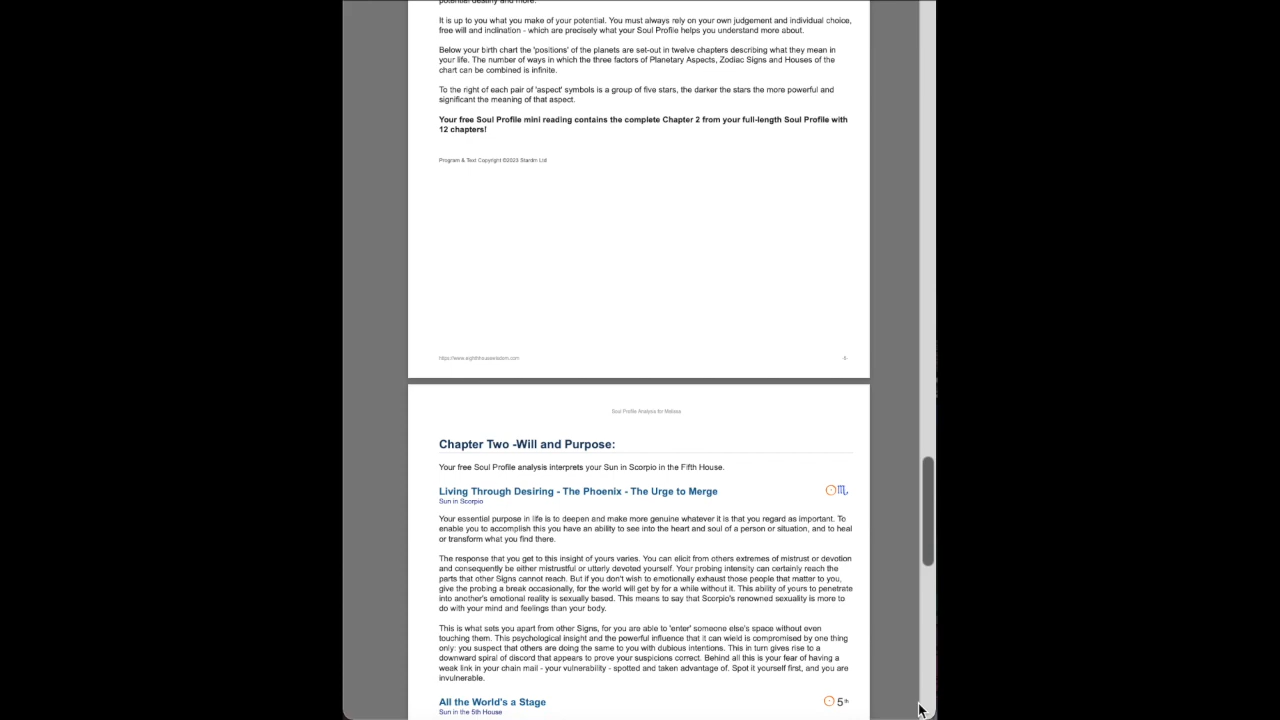 It is up to you what you make of your potential. You must always rely on your own judgement and individual choice,
free will and inclination - which are precisely what your Soul Profile helps you understand more about.
Below your birth chart the 'positions' of the planets are set-out in twelve chapters describing what they mean in
your life. The number of ways in which the three factors of Planetary Aspects, Zodiac Signs and Houses of the
chart can be combined is infinite.
To the right of each pair of 'aspect' symbols is a group of five stars, the darker the stars the more powerful and
significant the meaning of that aspect.
Your free Soul Profile mini reading contains the complete Chapter 2 from your full-length Soul Profile with
12 chapters!
Program & Text Copyright ©2023 Stardm Ltd
Soul Profile Analysis for Melissa
Chapter Two -Will and Purpose:
Your free Soul Profile analysis interprets your Sun in Scorpio in the Fifth House.
Living Through Desiring - The Phoenix - The Urge to Merge
Sun in Scorpio
Your essential purpose in life is to deepen and make more genuine whatever it is that you regard as important. To
enable you to accomplish this you have an ability to see into the heart and soul of a person or situation, and to heal
or transform what you find there.
The response that you get to this insight of yours varies. You can elicit from others extremes of mistrust or devotion
and consequently be either mistrustful or utterly devoted yourself. Your probing intensity can certainly reach the
parts that other Signs cannot reach. But if you don't wish to emotionally exhaust those people that matter to you,
give the probing a break occasionally, for the world will get by for a while without it. This ability of yours to penetrate
into another's emotional reality is sexually based. This means to say that Scorpio's renowned sexuality is more to
do with your mind and feelings than your body.
This is what sets you apart from other Signs, for you are able to 'enter' someone else's space without even
touching them. This psychological insight and the powerful influence that it can wield is compromised by one thing
only: you suspect that others are doing the same to you with dubious intentions. This in turn gives rise to a
downward spiral of discord that appears to prove your suspicions correct. Behind all this is your fear of having a
weak link in your chain mail - your vulnerability - spotted and taken advantage of. Spot it yourself first, and you are
invulnerable.
All the World's a Stage
5th
Sun in the 5th House